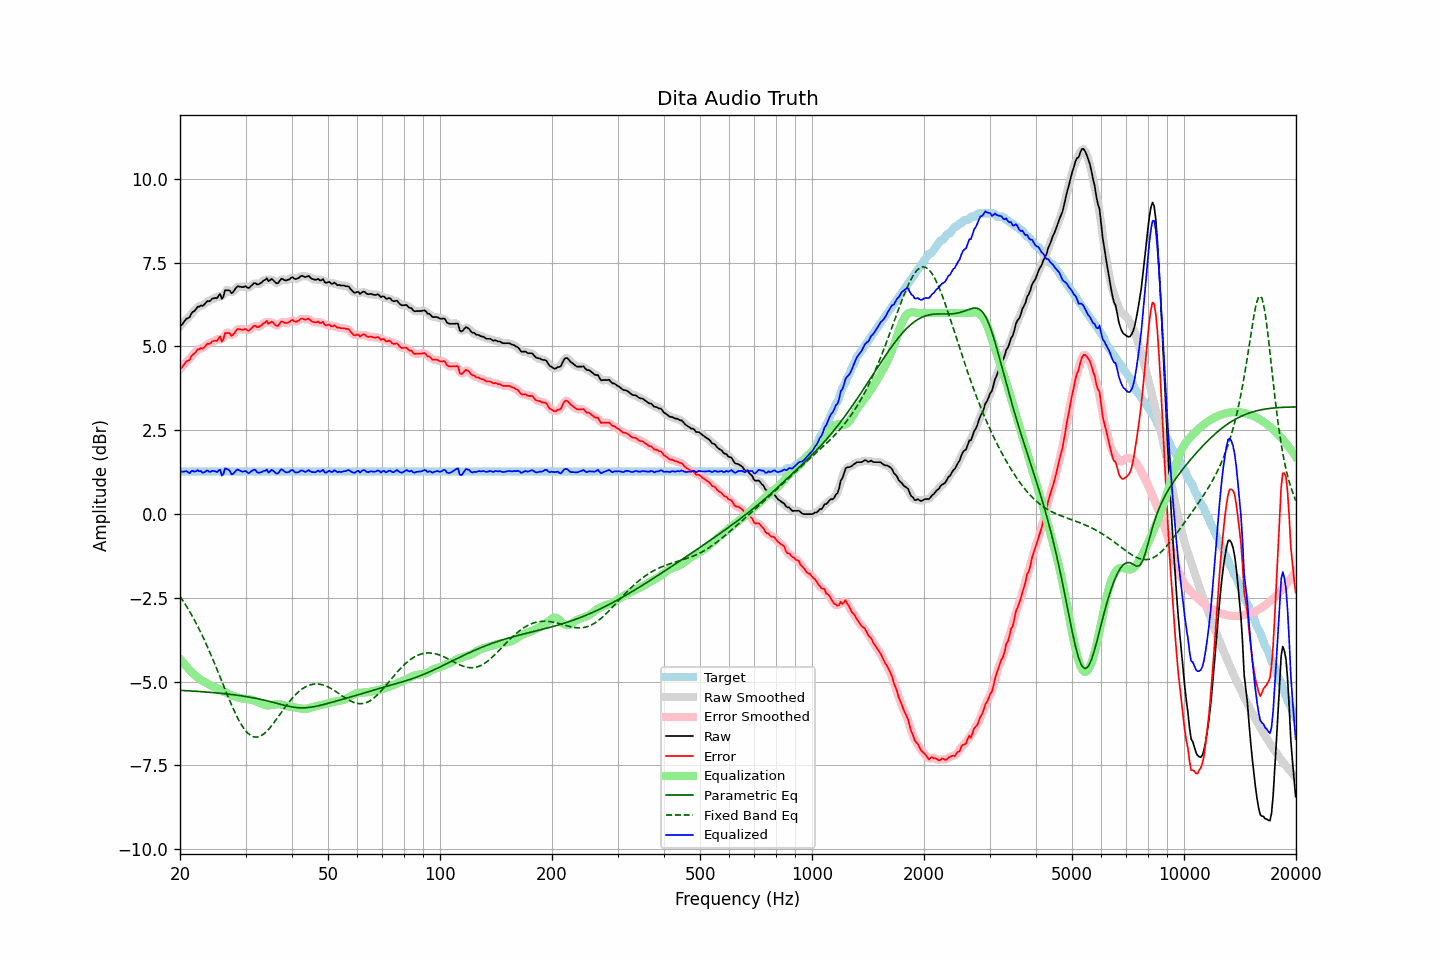 Dita Audio Truth
Amplitude (dBr)
10.0
7.5
5.0
2.5
0.0
−2.5
−5.0
−7.5
−10.0
Target
Raw Smoothed
Error Smoothed
Raw
Error
Equalization
Parametric Eq
Fixed Band Eq
Equalized
20 50 100 200 500 1000 2000 5000 10000 20000
Frequency (Hz)